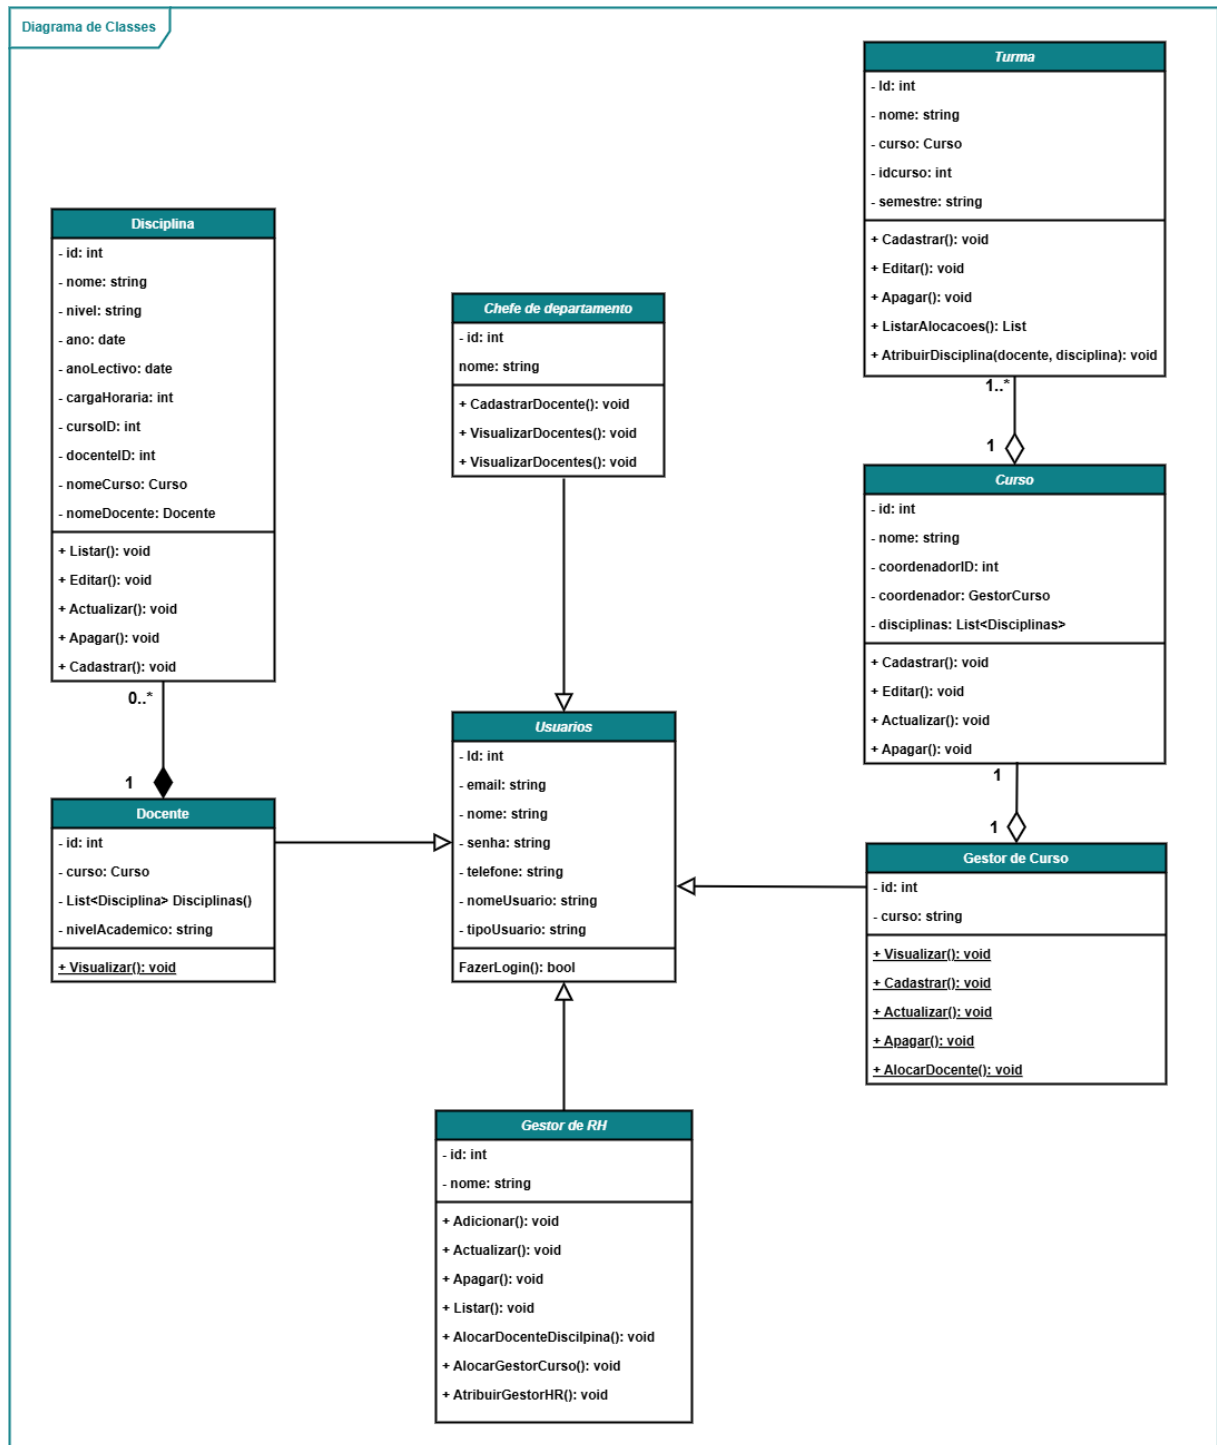 Diagrama de Classes
Turma
- Id: int
- nome: string
- curso: Curso
- idcurso: int
- semestre: string
+ Cadastrar(): void
+ Editar(): void
+ Apagar(): void
+ ListarAlocacoes(): List
+ AtribuirDisciplina(docente, disciplina): void
1..*
1
Disciplina
- id: int
- nome: string
- nivel: string
- ano: date
- anoLectivo: date
- cargaHoraria: int
- cursoID: int
- docenteID: int
- nomeCurso: Curso
- nomeDocente: Docente
+ Listar(): void
+ Editar(): void
+ Actualizar(): void
+ Apagar(): void
+ Cadastrar(): void
0..*
1
Chefe de departamento
- id: int
nome: string
+ CadastrarDocente(): void
+ VisualizarDocentes(): void
+ VisualizarDocentes(): void
Curso
- id: int
- nome: string
- coordenadorID: int
- coordenador: GestorCurso
- disciplinas: List<Disciplinas>
+ Cadastrar(): void
+ Editar(): void
+ Actualizar(): void
+ Apagar(): void
1
1
Usuarios
- Id: int
- email: string
- nome: string
- senha: string
- telefone: string
- nomeUsuario: string
- tipoUsuario: string
FazerLogin(): bool
Docente
- id: int
- curso: Curso
- List<Disciplina> Disciplinas()
- nivelAcademico: string
+ Visualizar(): void
Gestor de Curso
- id: int
- curso: string
+ Visualizar(): void
+ Cadastrar(): void
+ Actualizar(): void
+ Apagar(): void
+ AlocarDocente(): void
Gestor de RH
- id: int
- nome: string
+ Adicionar(): void
+ Actualizar(): void
+ Apagar(): void
+ Listar(): void
+ AlocarDocenteDiscilpina(): void
+ AlocarGestorCurso(): void
+ AtribuirGestorHR(): void